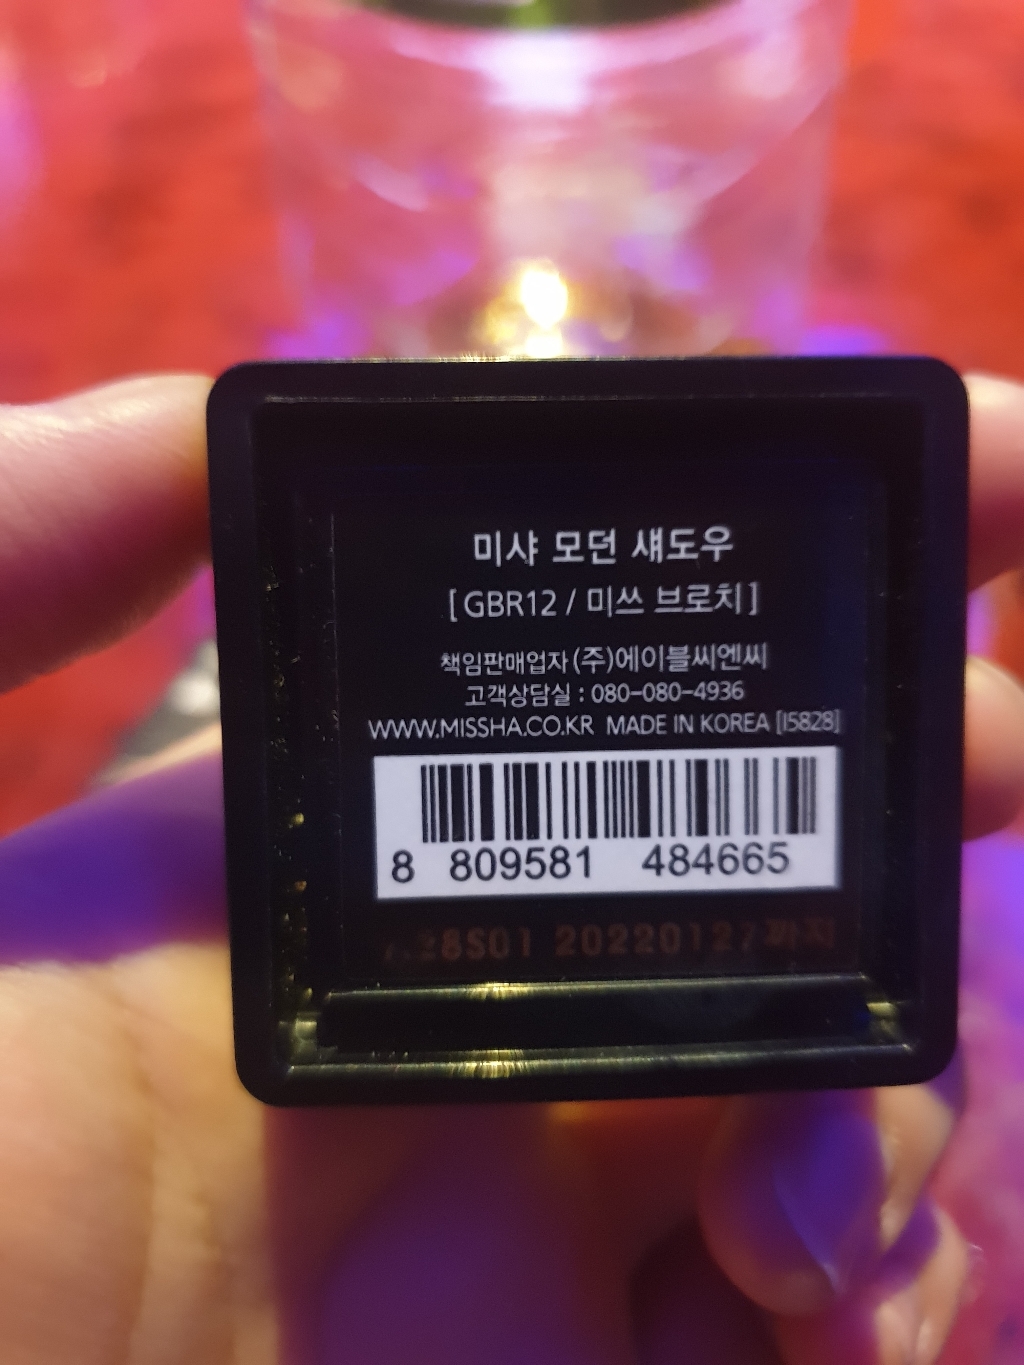 미샤 모던 섀도우
[GBR12 / 미쓰 브로치]
책임판매업자 (주)에이블씨엔씨
고객상담실 : 080-080-4936
WWW.MISSHA.CO.KR MADE IN KOREA [I5828]
8 809581 484665
20220127까지